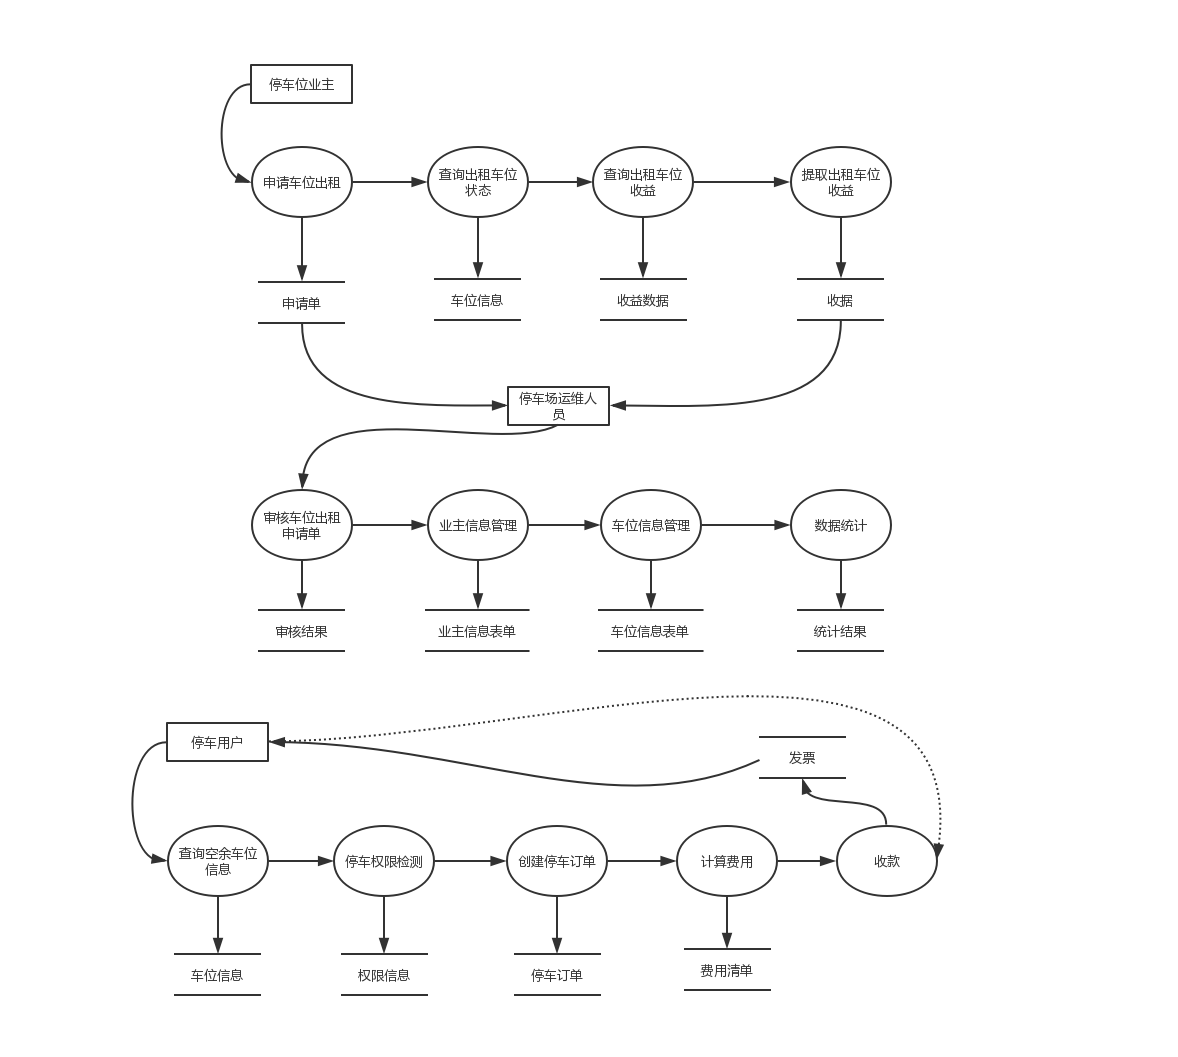 停车位业主
申请车位出租
查询出租车位
状态
查询出租车位
收益
提取出租车位
收益
申请单
车位信息
收益数据
收据
停车场运维人
员
审核车位出租
申请单
业主信息管理
车位信息管理
数据统计
审核结果
业主信息表单
车位信息表单
统计结果
停车用户
发票
查询空余车位
信息
停车权限检测
创建停车订单
计算费用
收款
车位信息
权限信息
停车订单
费用清单